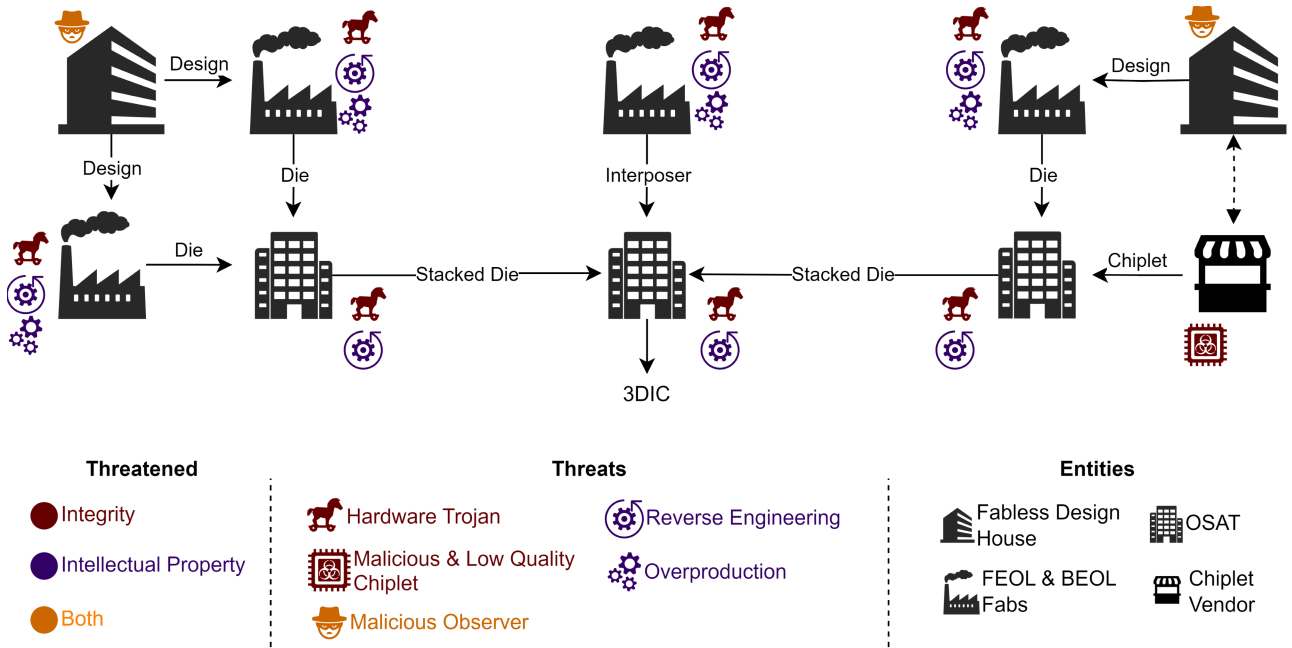 Design
Design
Design
Die
Interposer
Die
Die
Stacked Die
Stacked Die
Chiplet
3DIC
Threatened
Integrity
Intellectual Property
Both
Threats
Hardware Trojan
Malicious & Low Quality
Chiplet
Malicious Observer
Reverse Engineering
Overproduction
Entities
Fabless Design
House
FEOL & BEOL
Fabs
OSAT
Chiplet
Vendor